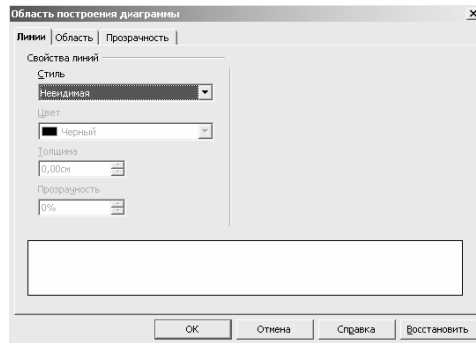 Область построения диаграммы
Линии Область Прозрачность
Свойства линий
Стиль
Невидимая
Цвет
Черный
Толщина
0,00см
Прозрачность
0%
ОК Отмена Справка Восстановить